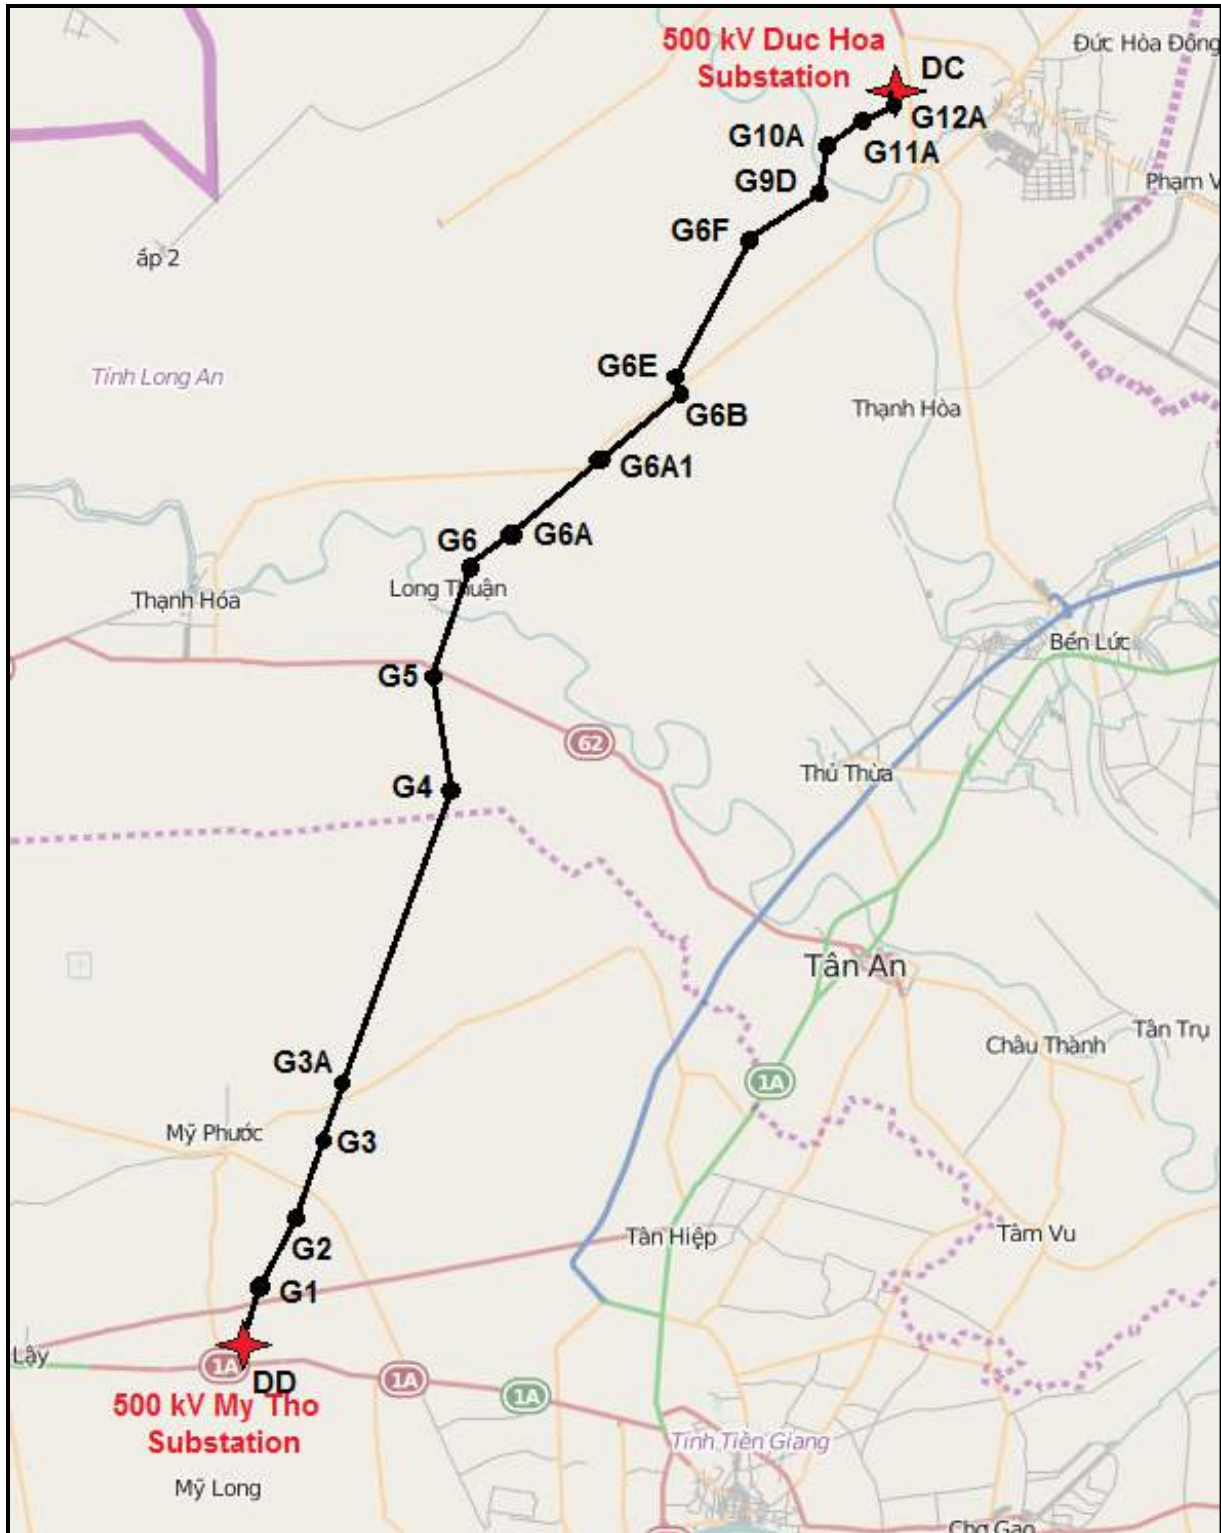 500 kV Duc Hoa
Substation
DC
Đức Hòa Đông
G12A
G10A
G11A
G9D
Phạm V
G6F
ấp 2
G6E
Tỉnh Long An
G6B
Thạnh Hòa
G6A1
G6
G6A
Long Thuận
Thạnh Hóa
Bến Lức
G5
62
Thủ Thừa
G4
Tân An
Tân Trụ
Châu Thành
G3A
1A
Mỹ Phước
G3
G2
Tân Hiệp
Tầm Vu
G1
Lậy
1A
1A
1A
DD
500 kV My Tho
Substation
Tỉnh Tiền Giang
Mỹ Long
Chợ Gạo